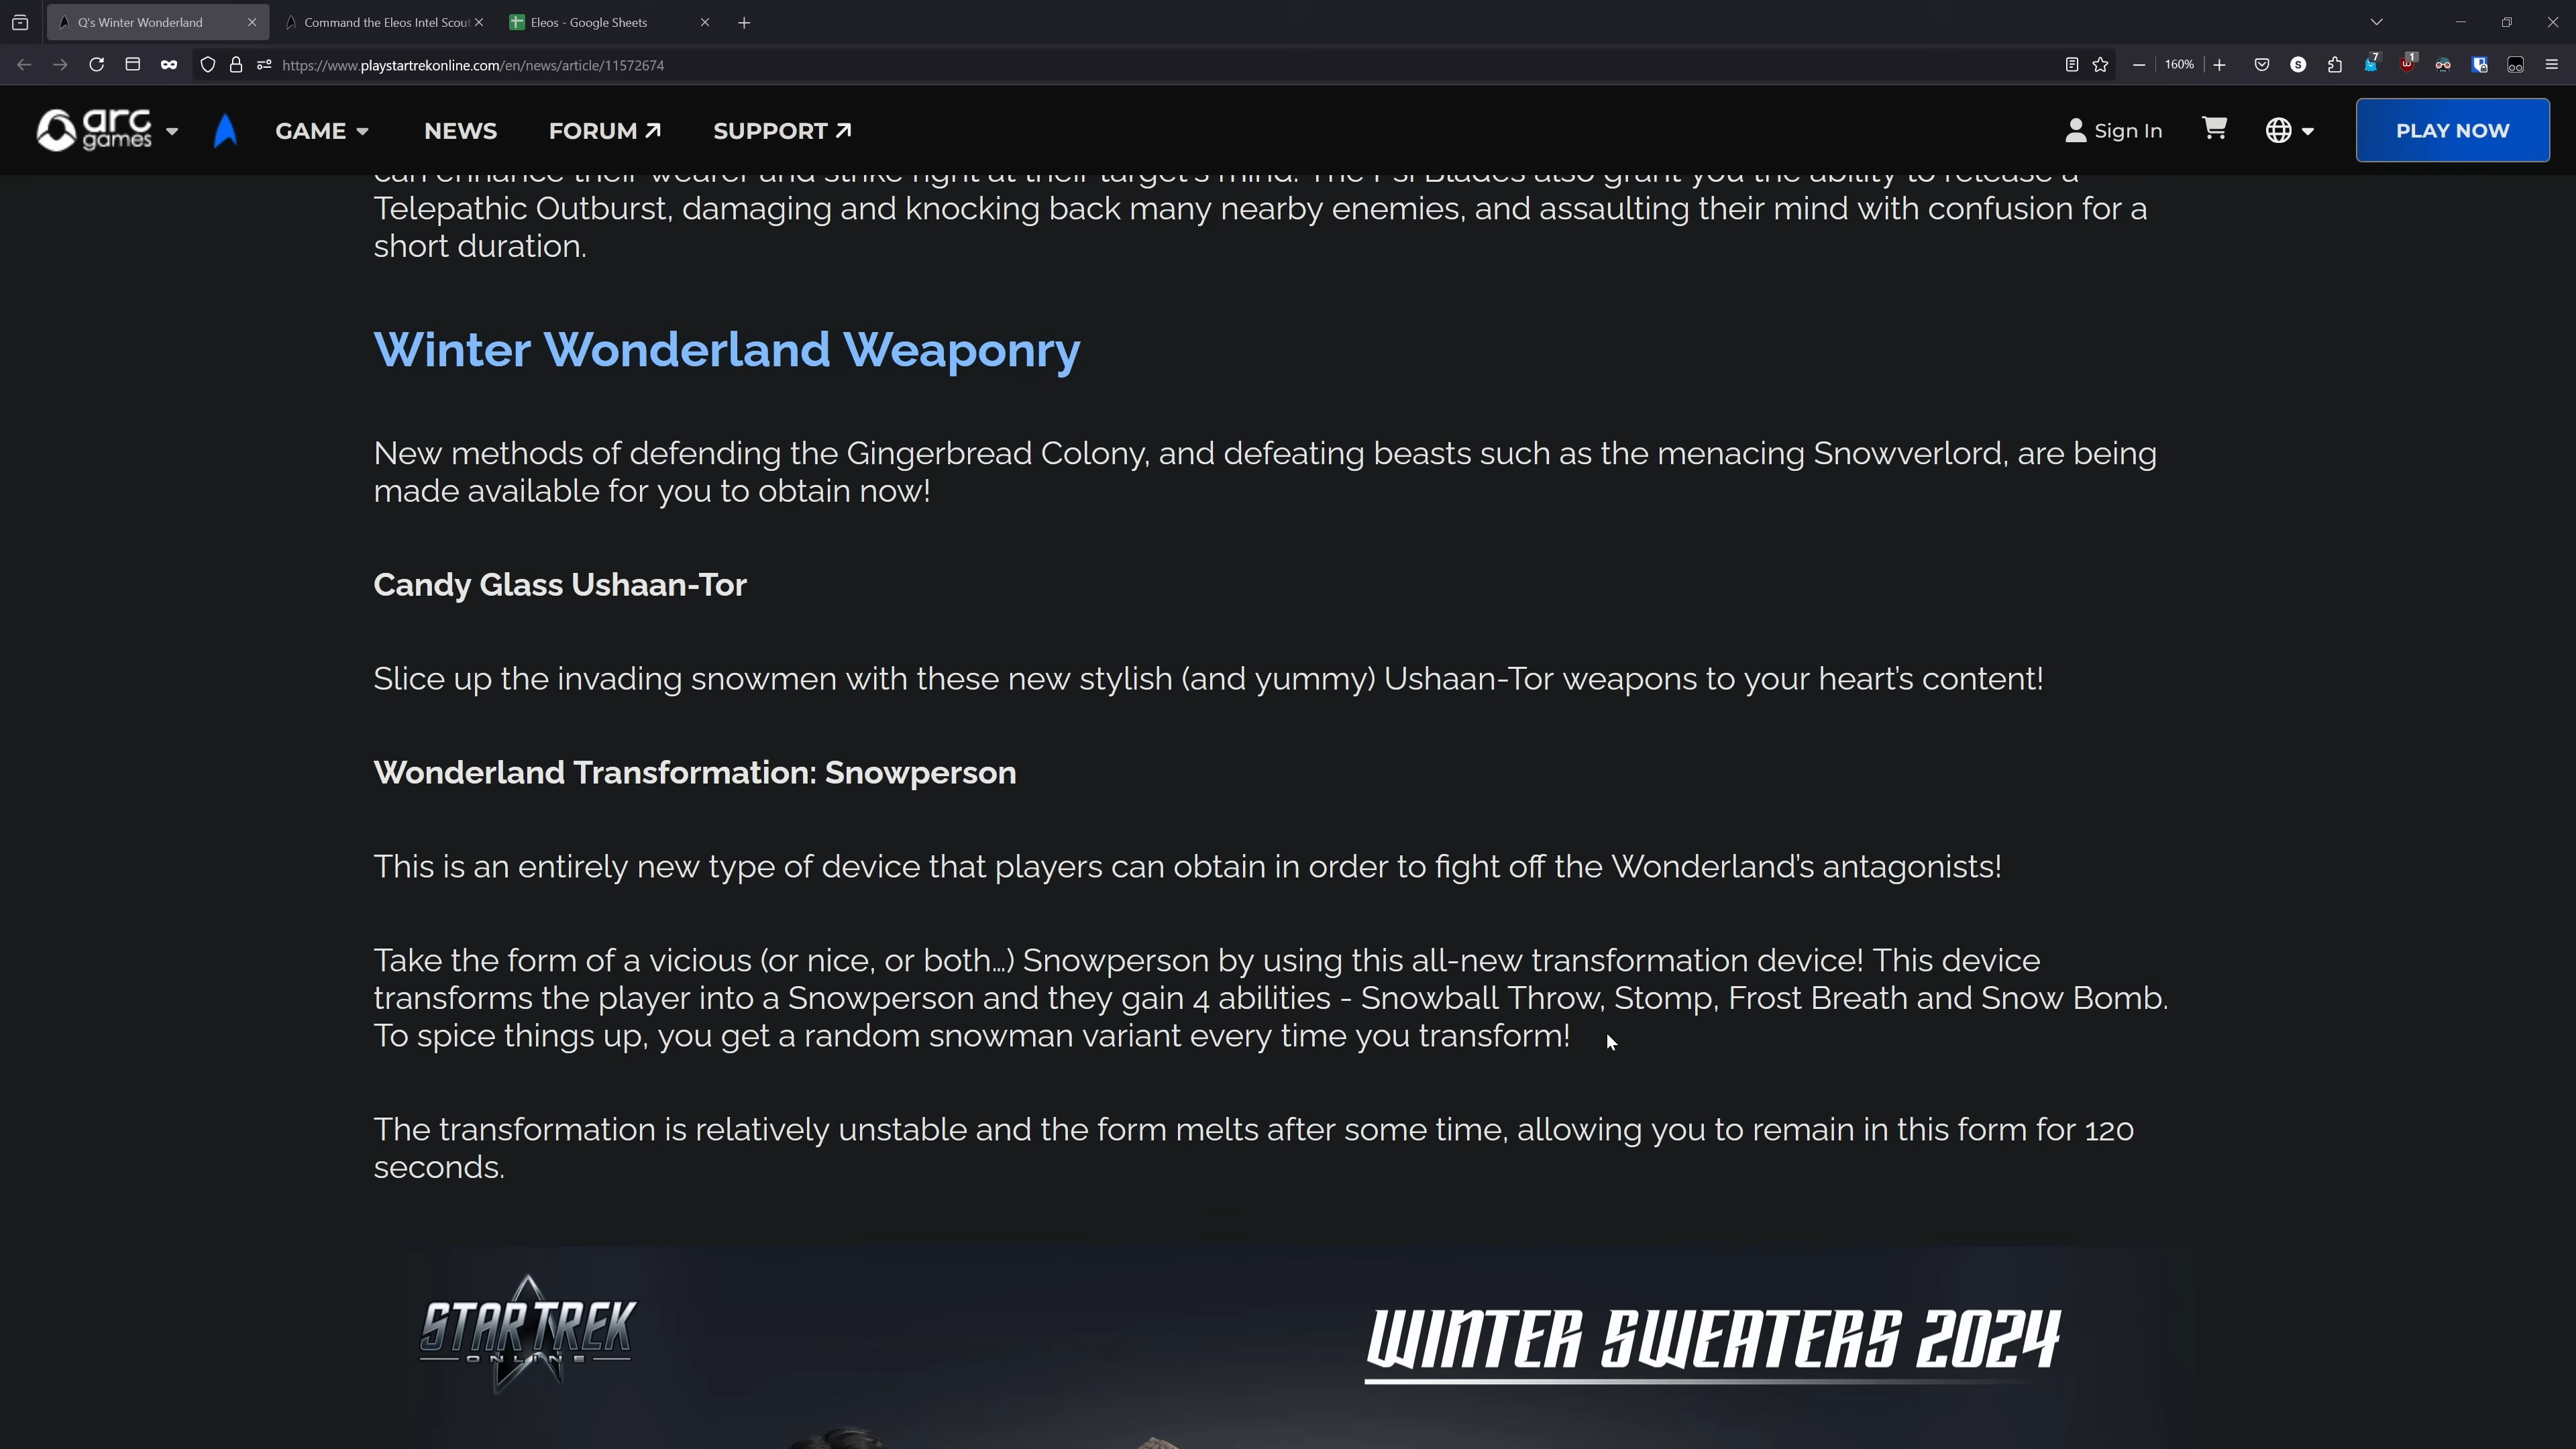 Q's Winter Wonderland
Command the Eleos Intel Scout
Eleos - Google Sheets
https://www.playstartrekonline.com/en/news/article/11572674
160%
7
1
arc games
GAME
NEWS
FORUM
SUPPORT
Sign In
PLAY NOW
can enhance their wearer and strike right at their target's mind. The Psi Blades also grant you the ability to release a
Telepathic Outburst, damaging and knocking back many nearby enemies, and assaulting their mind with confusion for a
short duration.
Winter Wonderland Weaponry
New methods of defending the Gingerbread Colony, and defeating beasts such as the menacing Snowverlord, are being
made available for you to obtain now!
Candy Glass Ushaan-Tor
Slice up the invading snowmen with these new stylish (and yummy) Ushaan-Tor weapons to your heart’s content!
Wonderland Transformation: Snowperson
This is an entirely new type of device that players can obtain in order to fight off the Wonderland’s antagonists!
Take the form of a vicious (or nice, or both…) Snowperson by using this all-new transformation device! This device
transforms the player into a Snowperson and they gain 4 abilities - Snowball Throw, Stomp, Frost Breath and Snow Bomb.
To spice things up, you get a random snowman variant every time you transform!
The transformation is relatively unstable and the form melts after some time, allowing you to remain in this form for 120
seconds.
STAR TREK
ONLINE
WINTER SWEATERS 2024